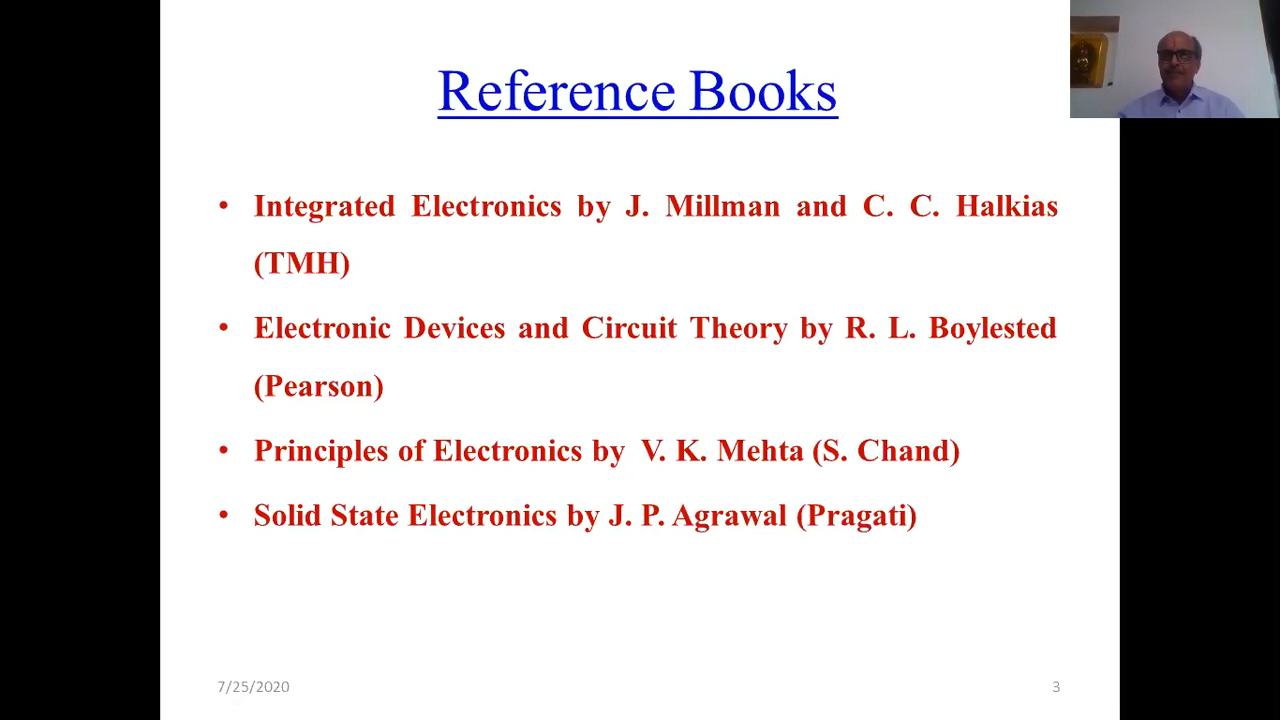 Reference Books
• Integrated Electronics by J. Millman and C. C. Halkias
(TMH)
• Electronic Devices and Circuit Theory by R. L. Boylested
(Pearson)
• Principles of Electronics by V. K. Mehta (S. Chand)
• Solid State Electronics by J. P. Agrawal (Pragati)
7/25/2020
3